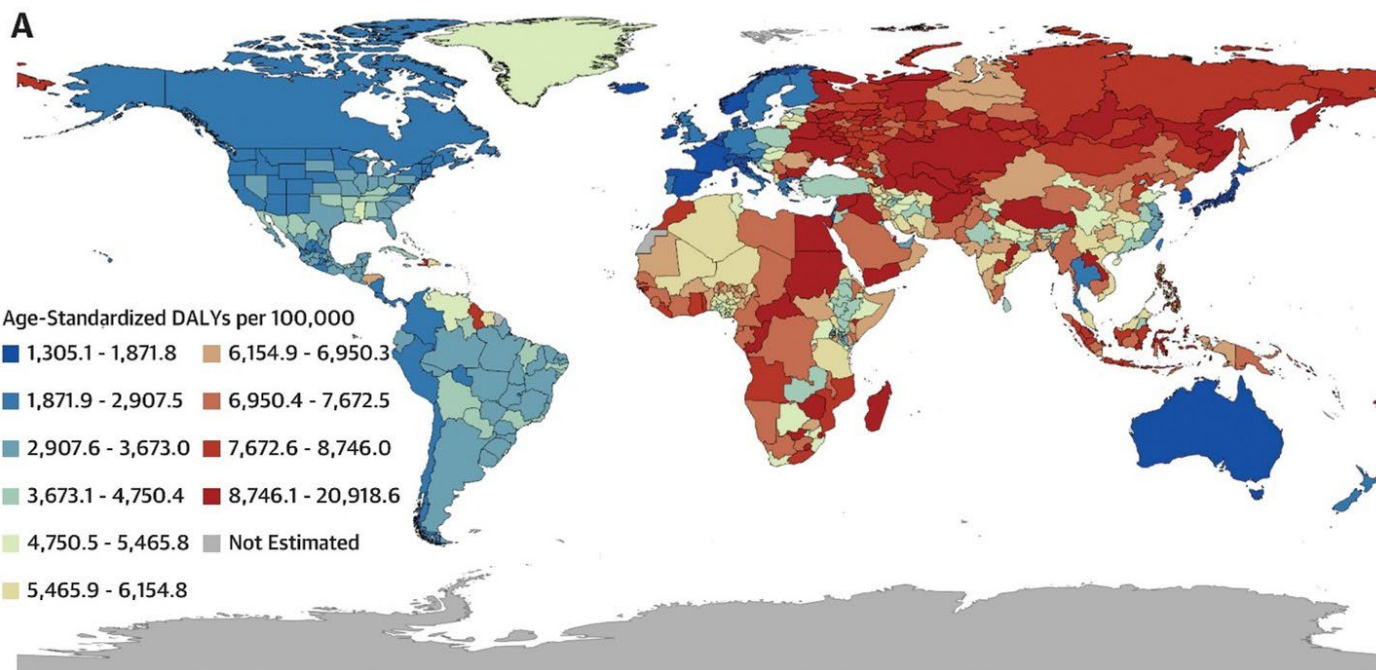 A
Age-Standardized DALYs per 100,000
1,305.1 - 1,871.8
6,154.9 - 6,950.3
1,871.9 - 2,907.5
6,950.4 - 7,672.5
2,907.6 - 3,673.0
7,672.6 - 8,746.0
3,673.1 - 4,750.4
8,746.1 - 20,918.6
4,750.5 - 5,465.8
Not Estimated
5,465.9 - 6,154.8